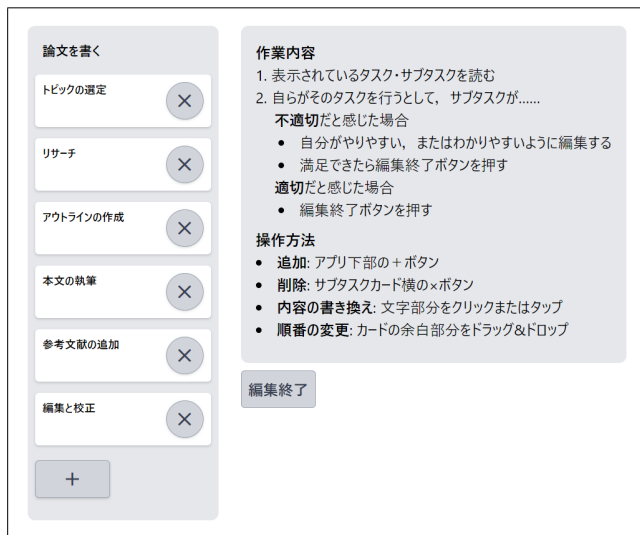 論文を書く
トピックの選定
リサーチ
アウトラインの作成
本文の執筆
参考文献の追加
編集と校正
+
作業内容
1. 表示されているタスク・サブタスクを読む
2. 自らがそのタスクを行うとして，サブタスクが......
不適切だと感じた場合
• 自分がやりやすい，またはわかりやすいように編集する
• 満足できたら編集終了ボタンを押す
適切だと感じた場合
• 編集終了ボタンを押す
操作方法
• 追加: アプリ下部の＋ボタン
• 削除: サブタスクカード横の×ボタン
• 内容の書き換え: 文字部分をクリックまたはタップ
• 順番の変更: カードの余白部分をドラッグ&ドロップ
編集終了